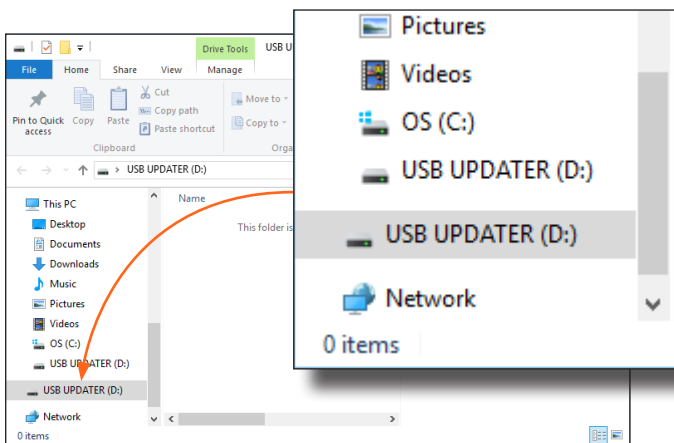 Drive Tools USB U
File Home Share View Manage
Pin to Quick access
Copy
Paste
Cut
Copy path
Paste shortcut
Move to
Copy to
Clipboard
Orga
USB UPDATER (D:)
This PC
Desktop
Documents
Downloads
Music
Pictures
Videos
OS (C:)
USB UPDATER (D:)
USB UPDATER (D:)
Network
0 items
Name
This folder is
Pictures
Videos
OS (C:)
USB UPDATER (D:)
USB UPDATER (D:)
Network
0 items